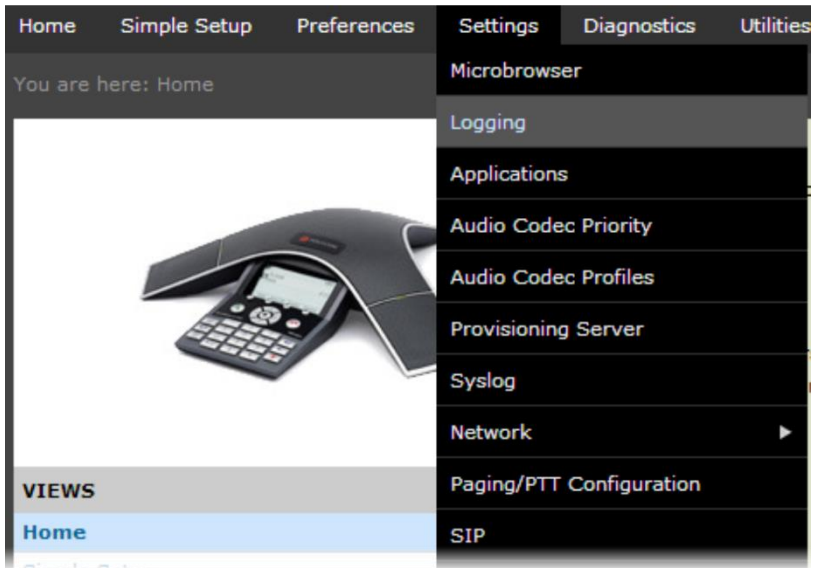 Home Simple Setup Preferences Settings Diagnostics Utilities
You are here: Home
Microbrowser
Logging
Applications
Audio Codec Priority
Audio Codec Profiles
Provisioning Server
Syslog
Network
Paging/PTT Configuration
SIP
VIEWS
Home